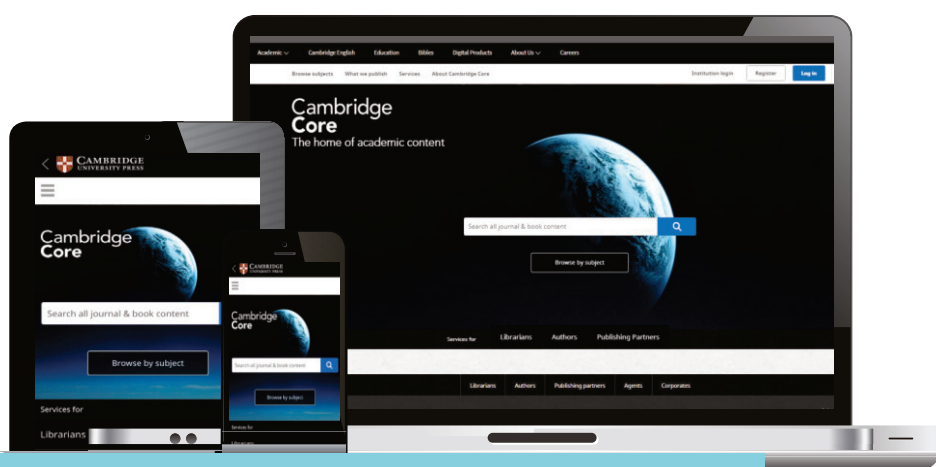 Academic Cambridge English Education Bibles Digital Products About Us Careers
Browse subjects What we publish Services About Cambridge Core Institution login Register Log in
Cambridge
Core
The home of academic content
Search all journal & book content
Browse by subject
Services for Librarians Authors Publishing Partners
Librarians Authors Publishing partners Agents Corporates
CAMBRIDGE
UNIVERSITY PRESS
Cambridge
Core
Search all journal & book content
Browse by subject
Services for
Librarians
CAMBRIDGE
UNIVERSITY PRESS
Cambridge
Core
Search all journal & book content
Browse by subject
Services for
Librarians